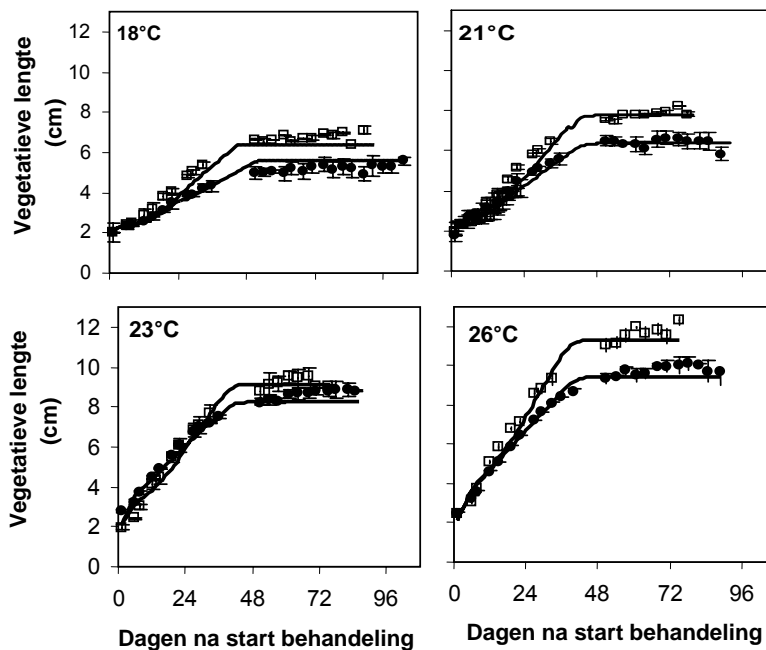 12
10
8
6
4
2
0
18°C
21°C
Vegetatieve lengte
(cm)
12
10
8
6
4
2
0
23°C
26°C
Vegetatieve lengte
(cm)
0 24 48 72 96
0 24 48 72 96
Dagen na start behandeling
Dagen na start behandeling